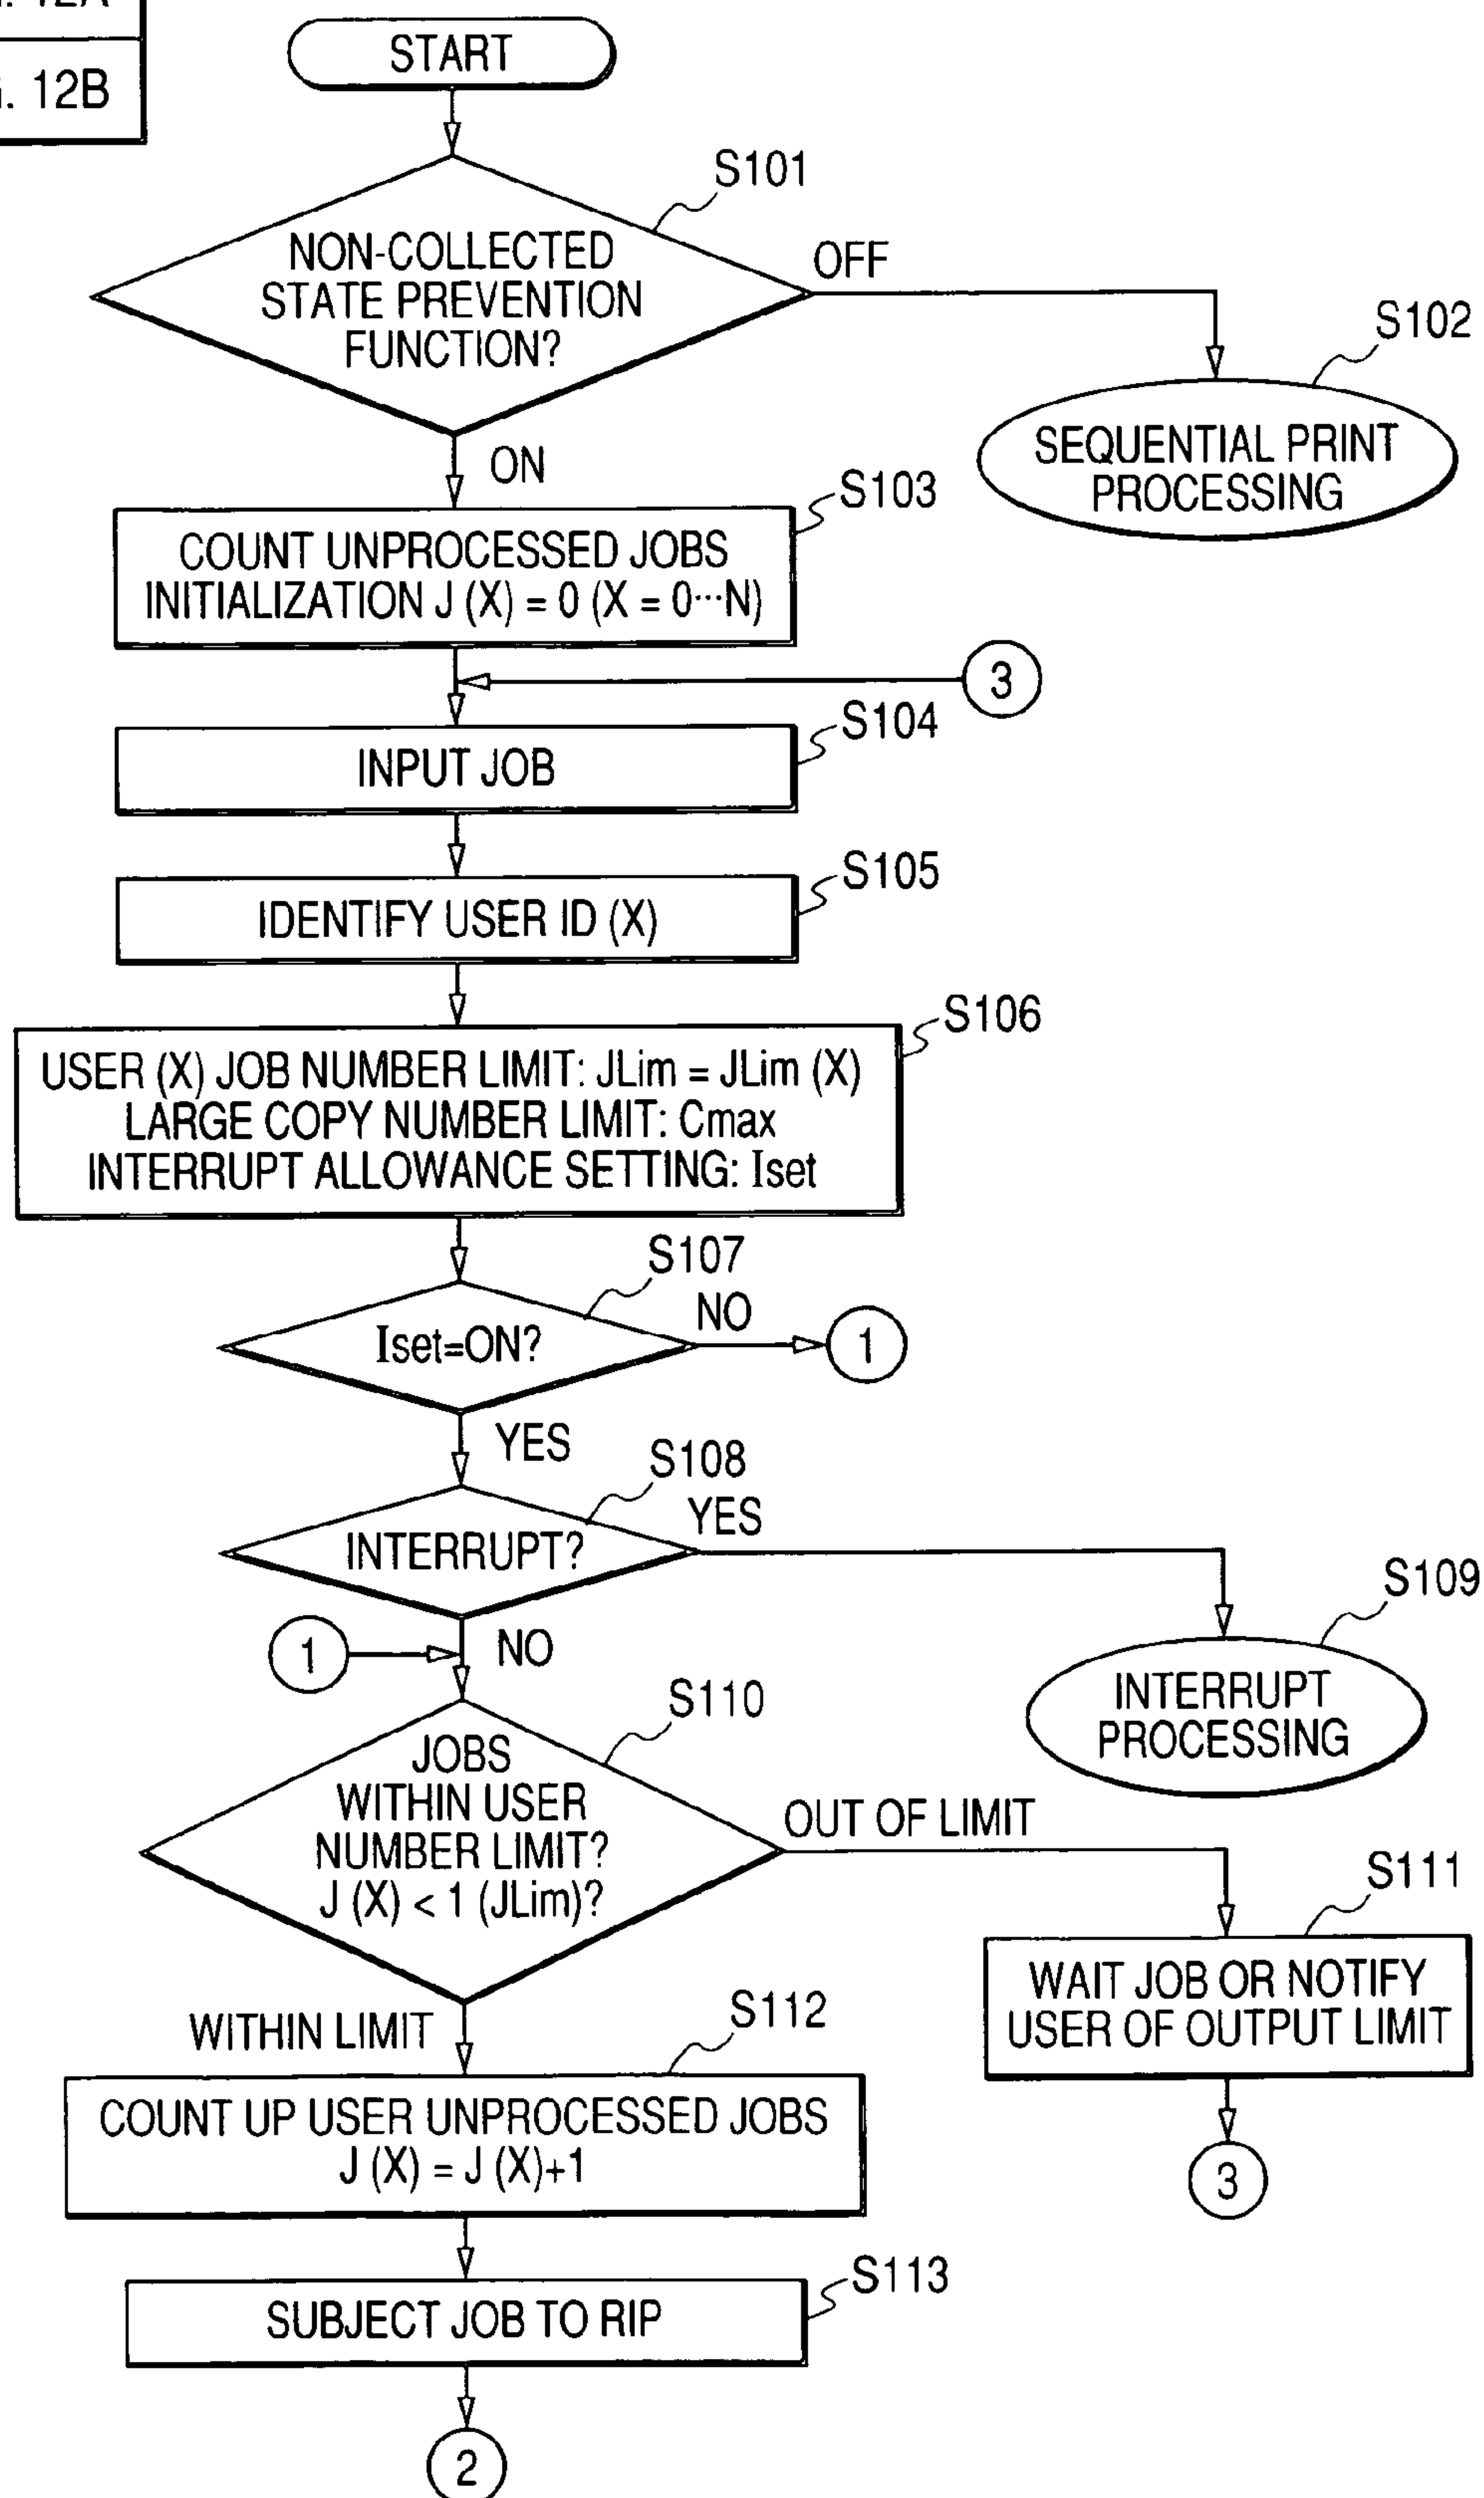 12B
START
S101
NON-COLLECTED
STATE PREVENTION
FUNCTION?
OFF
S102
SEQUENTIAL PRINT
PROCESSING
ON
S103
COUNT UNPROCESSED JOBS
INITIALIZATION J (X) = 0 (X = 0···N)
3
S104
INPUT JOB
S105
IDENTIFY USER ID (X)
S106
USER (X) JOB NUMBER LIMIT: JLim = JLim (X)
LARGE COPY NUMBER LIMIT: Cmax
INTERRUPT ALLOWANCE SETTING: Iset
S107
Iset=ON?
NO
1
YES
S108
INTERRUPT?
YES
S109
INTERRUPT
PROCESSING
1
NO
S110
JOBS
WITHIN USER
NUMBER LIMIT?
J (X) < 1 (JLim)?
OUT OF LIMIT
S111
WAIT JOB OR NOTIFY
USER OF OUTPUT LIMIT
3
WITHIN LIMIT
S112
COUNT UP USER UNPROCESSED JOBS
J (X) = J (X)+1
S113
SUBJECT JOB TO RIP
2